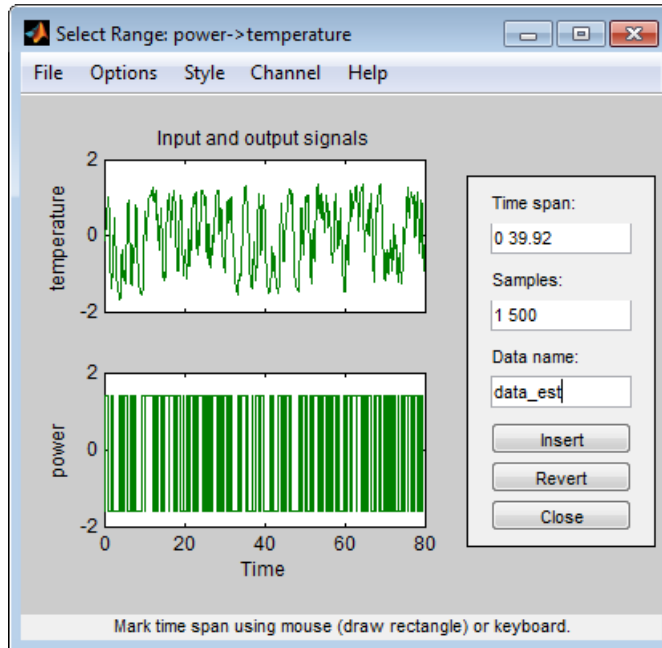 Select Range: power->temperature
File Options Style Channel Help
Input and output signals
2
0
-2
temperature
2
0
-2
power
0 20 40 60 80
Time
Time span:
0 39.92
Samples:
1 500
Data name:
data_est
Insert
Revert
Close
Mark time span using mouse (draw rectangle) or keyboard.